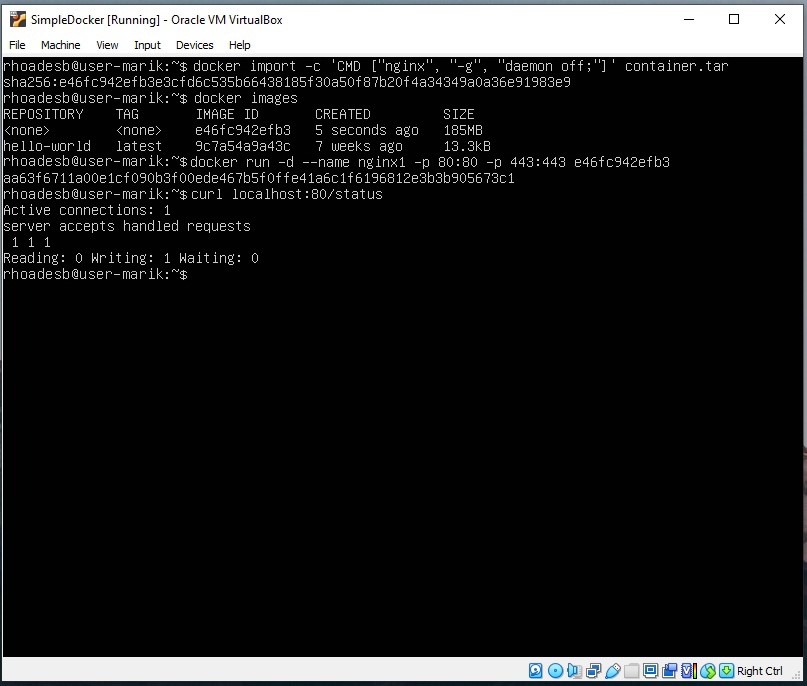 SimpleDocker [Running] - Oracle VM VirtualBox
File Machine View Input Devices Help
rhoadesb@user-marik:~$ docker import -c 'CMD ["nginx", "-g", "daemon off;"]' container.tar
sha256:e46fc942efb3e3cfd6c535b66438185f30a50f87b20f4a34349a0a36e91983e9
rhoadesb@user-marik:~$ docker images
REPOSITORY TAG IMAGE ID CREATED SIZE
<none> <none> e46fc942efb3 5 seconds ago 185MB
hello-world latest 9c7a54a9a43c 7 weeks ago 13.3kB
rhoadesb@user-marik:~$ docker run -d --name nginx1 -p 80:80 -p 443:443 e46fc942efb3
aa63f6711a00e1cf090b3f00ede467b5f0ffe41a6c1f6196812e3b3b905673c1
rhoadesb@user-marik:~$ curl localhost:80/status
Active connections: 1
server accepts handled requests
1 1 1
Reading: 0 Writing: 1 Waiting: 0
rhoadesb@user-marik:~$
Right Ctrl